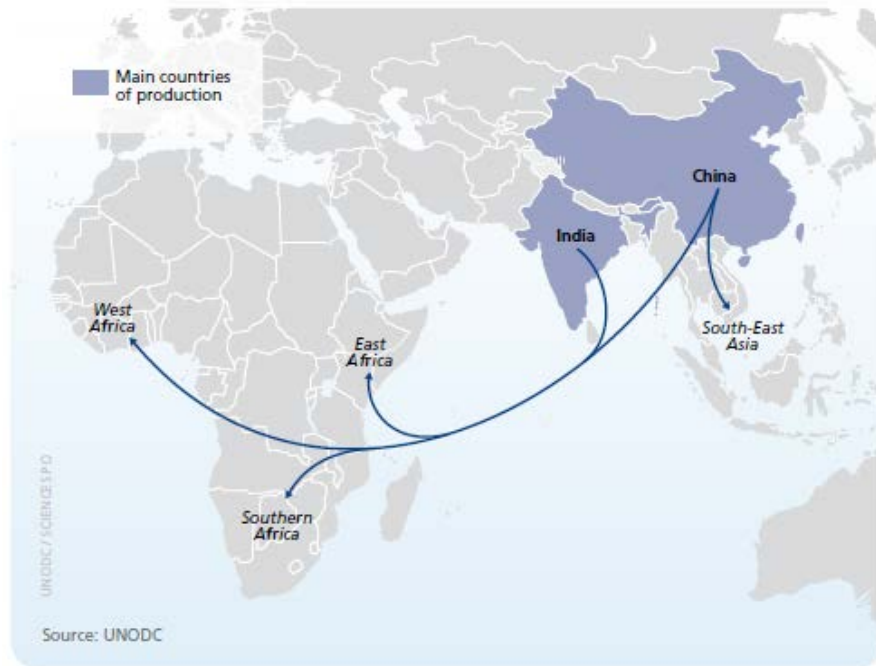 Main countries
of production
China
India
West
Africa
East
Africa
South-East
Asia
Southern
Africa
UNODC / SCIENCES PO
Source: UNODC